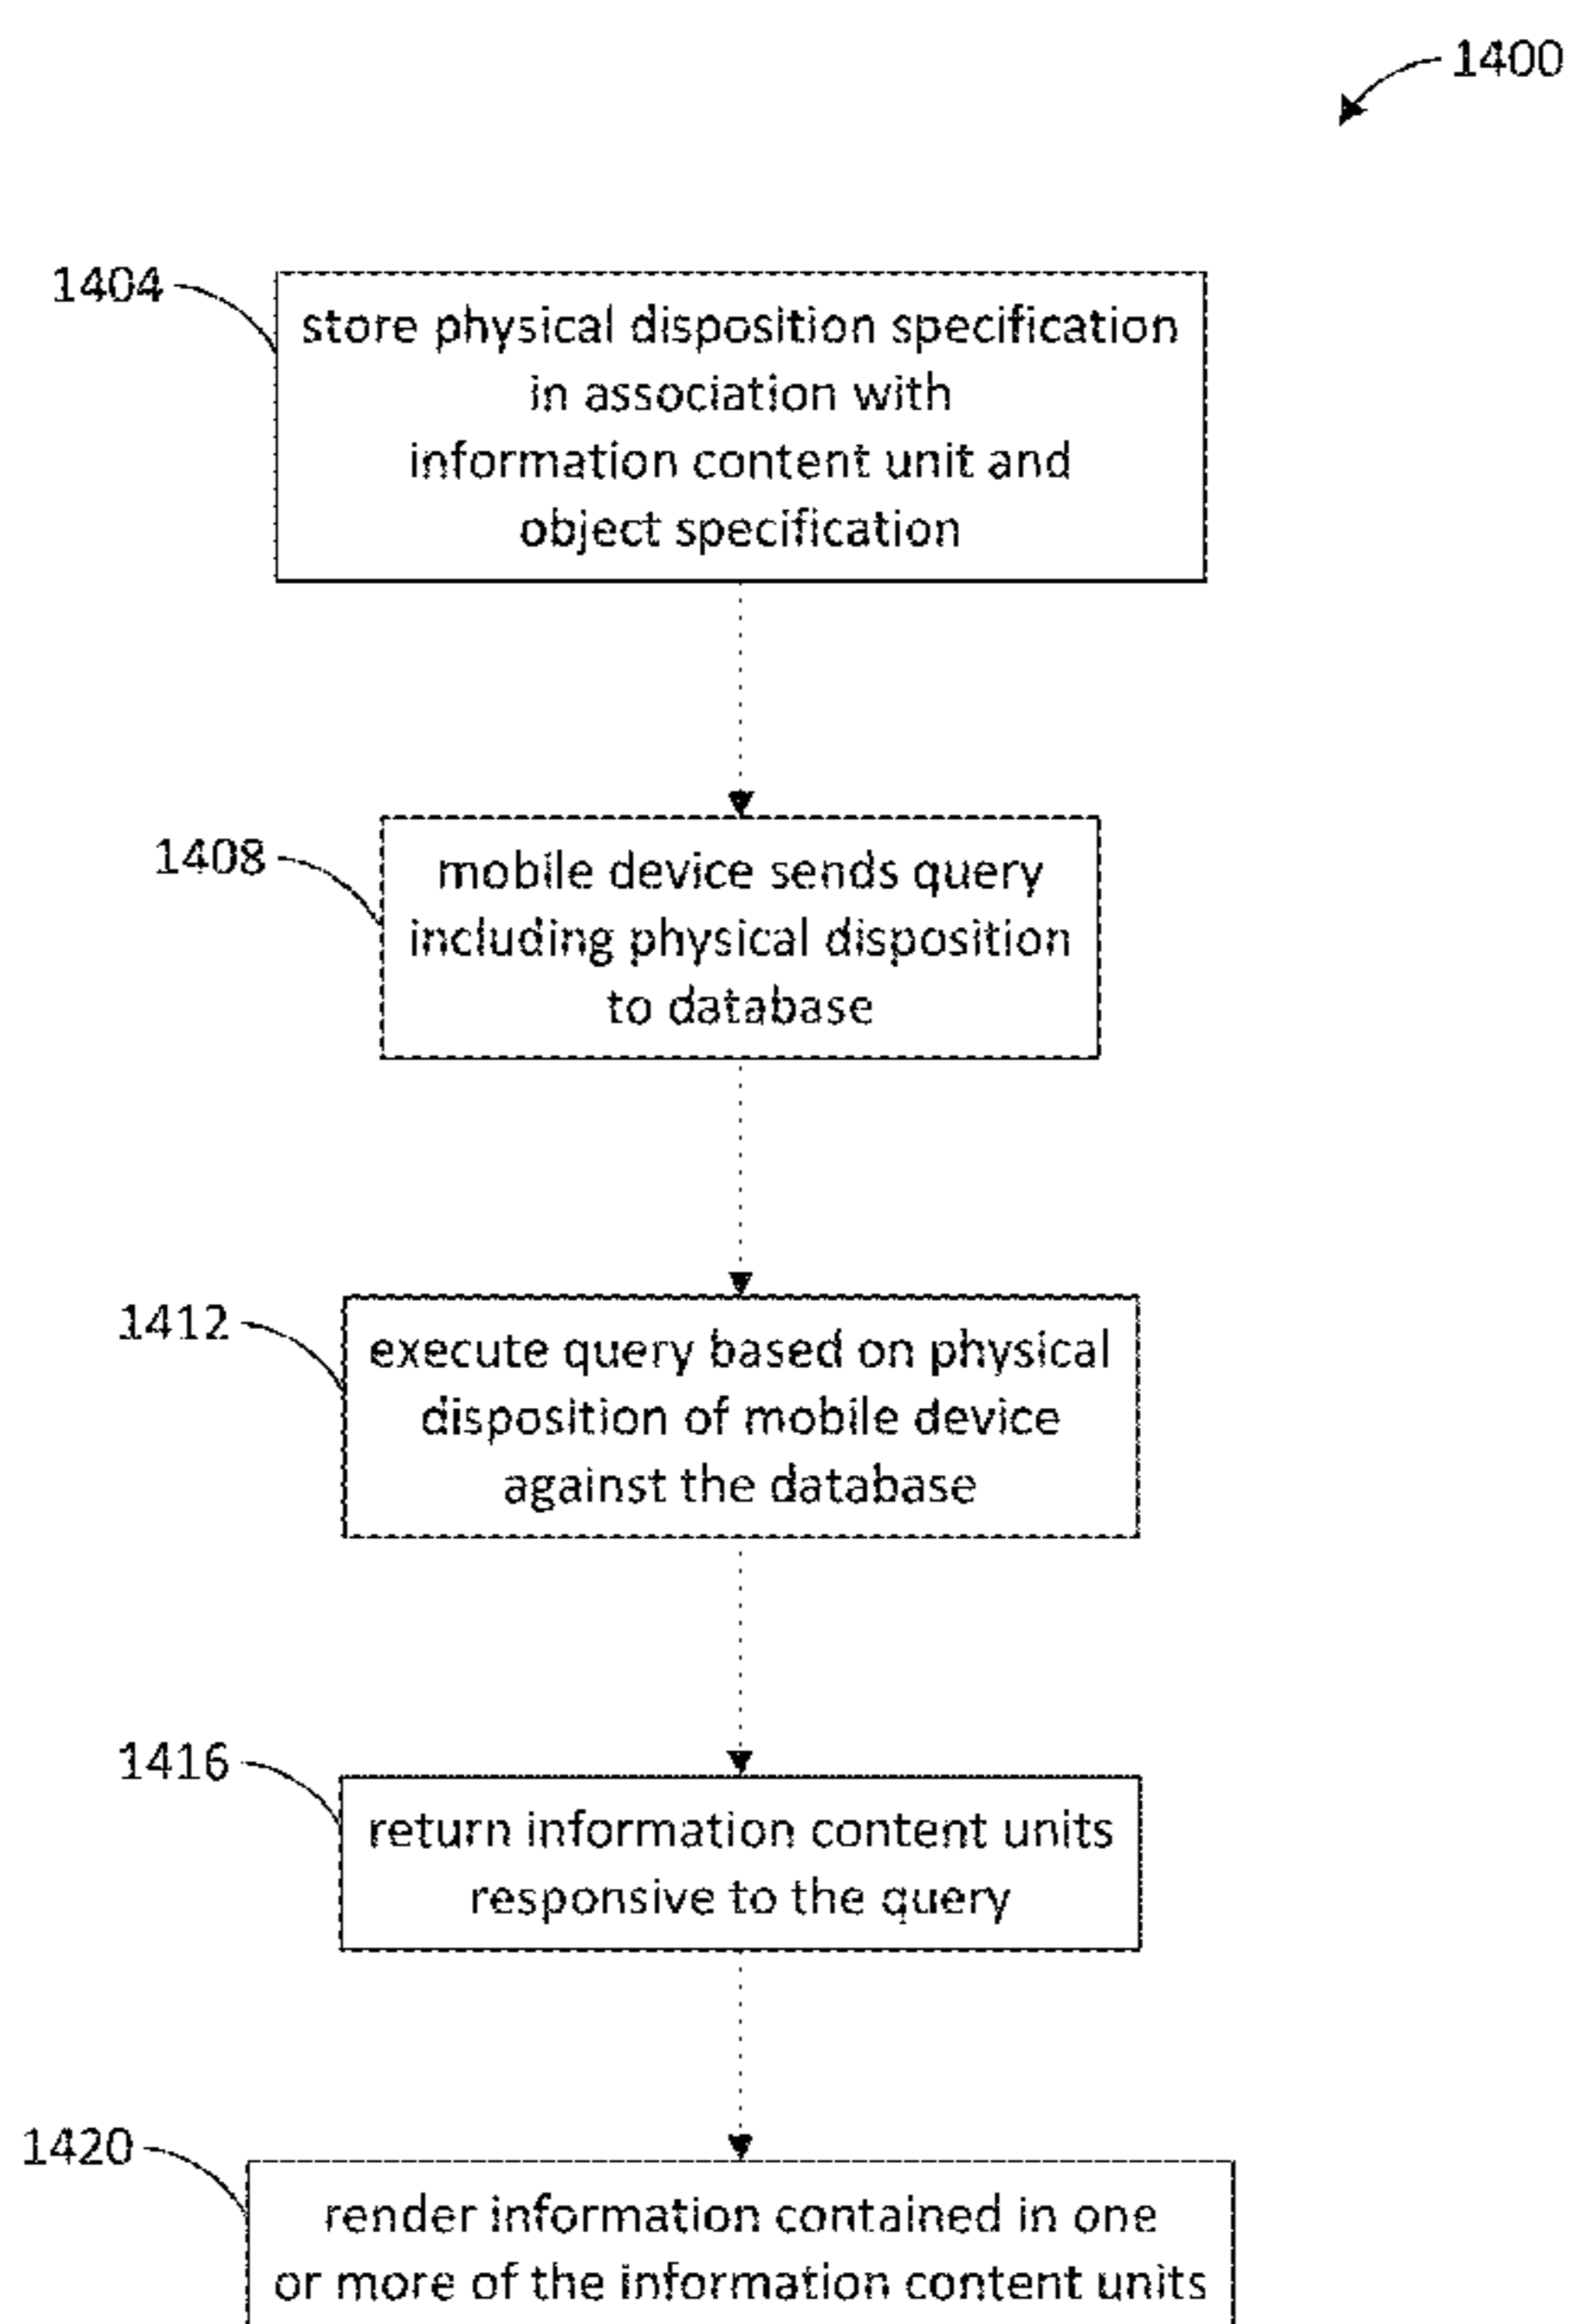 1400
1404
store physical disposition specification
in association with
information content unit and
object specification
1408
mobile device sends query
including physical disposition
to database
1412
execute query based on physical
disposition of mobile device
against the database
1416
return information content units
responsive to the query
1420
render information contained in one
or more of the information content units